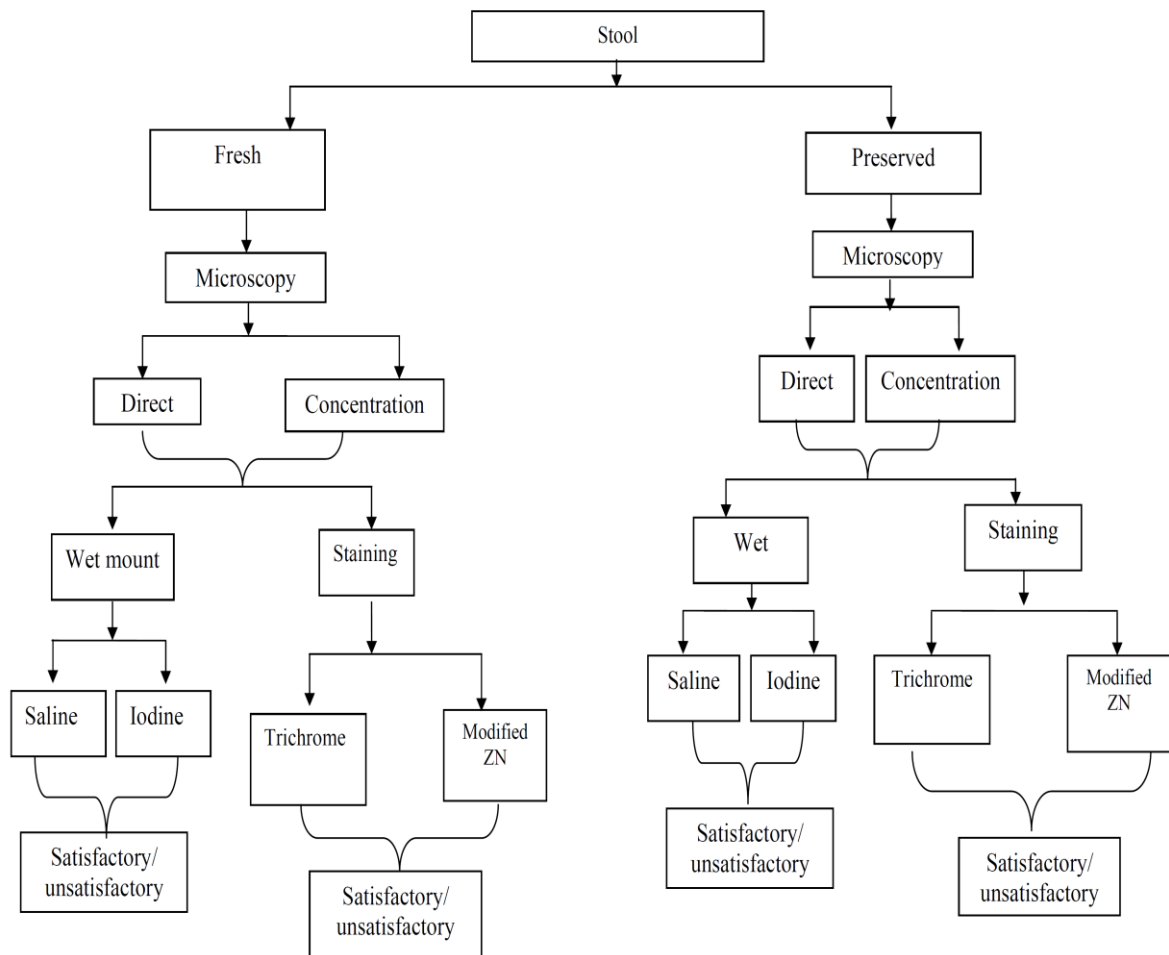 Stool
Fresh
Preserved
Microscopy
Microscopy
Direct
Concentration
Direct
Concentration
Wet mount
Staining
Wet
Staining
Saline
Iodine
Trichrome
Modified
ZN
Saline
Iodine
Trichrome
Modified
ZN
Satisfactory/
unsatisfactory
Satisfactory/
unsatisfactory
Satisfactory/
unsatisfactory
Satisfactory/
unsatisfactory